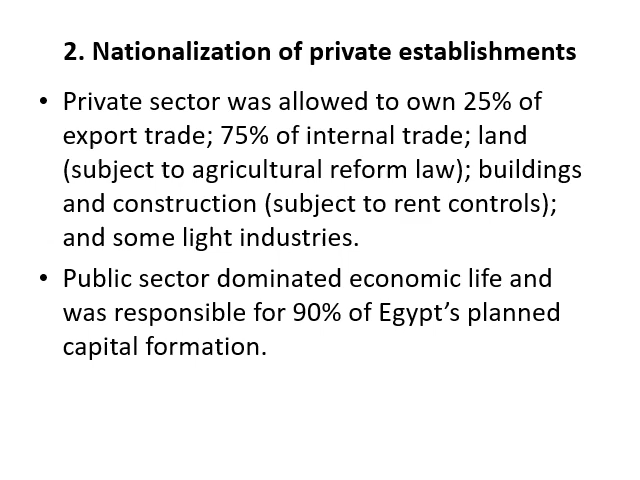 2. Nationalization of private establishments
• Private sector was allowed to own 25% of
export trade; 75% of internal trade; land
(subject to agricultural reform law); buildings
and construction (subject to rent controls);
and some light industries.
• Public sector dominated economic life and
was responsible for 90% of Egypt’s planned
capital formation.